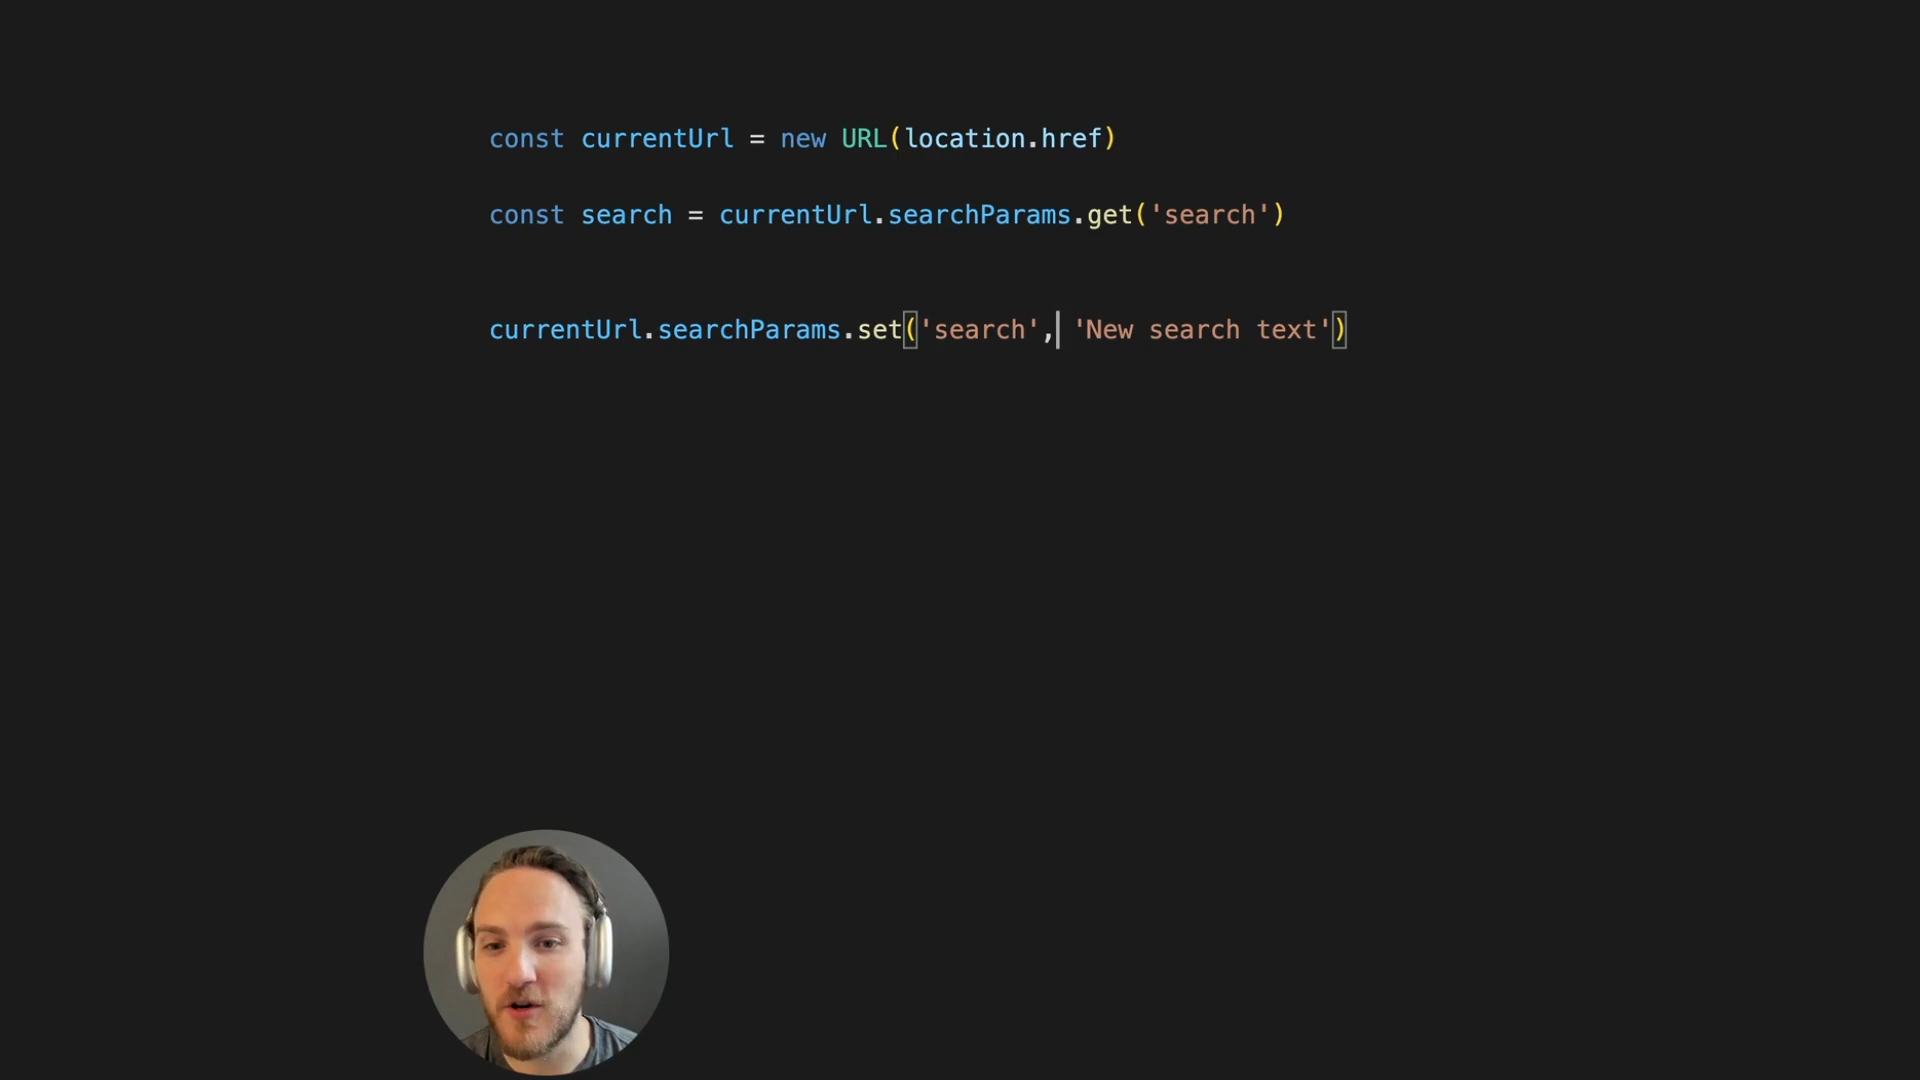 const currentUrl = new URL(location.href)
const search = currentUrl.searchParams.get('search')
currentUrl.searchParams.set('search', 'New search text')